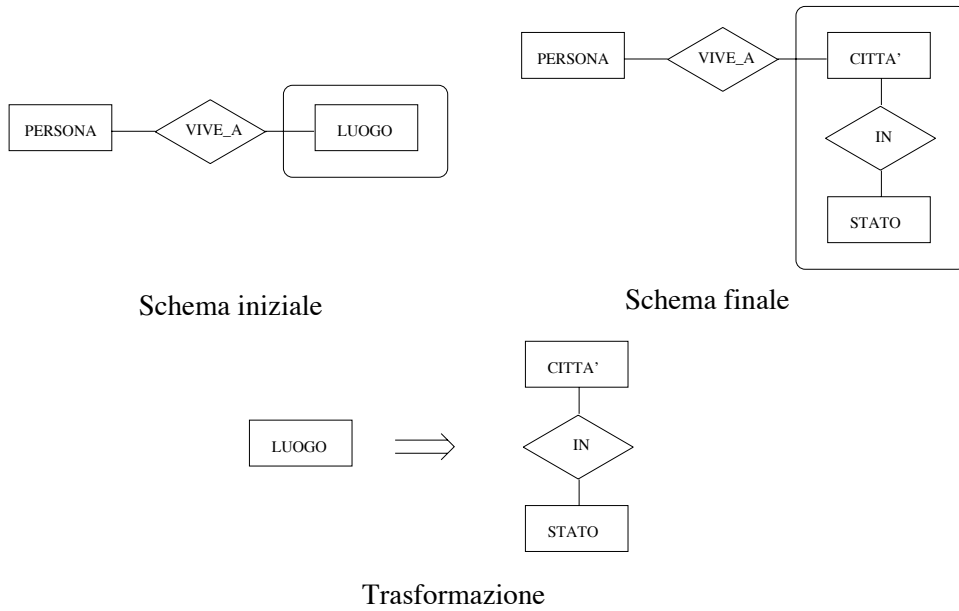 PERSONA VIVE_A CITTA’
IN
STATO
PERSONA VIVE_A LUOGO
Schema iniziale
Schema finale
CITTA’
LUOGO
IN
STATO
Trasformazione